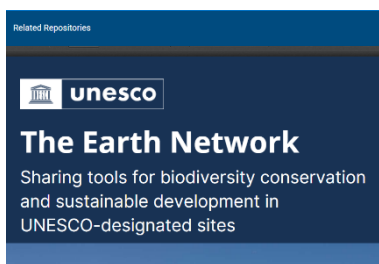 Related Repositories
unesco
The Earth Network
Sharing tools for biodiversity conservation
and sustainable development in
UNESCO-designated sites